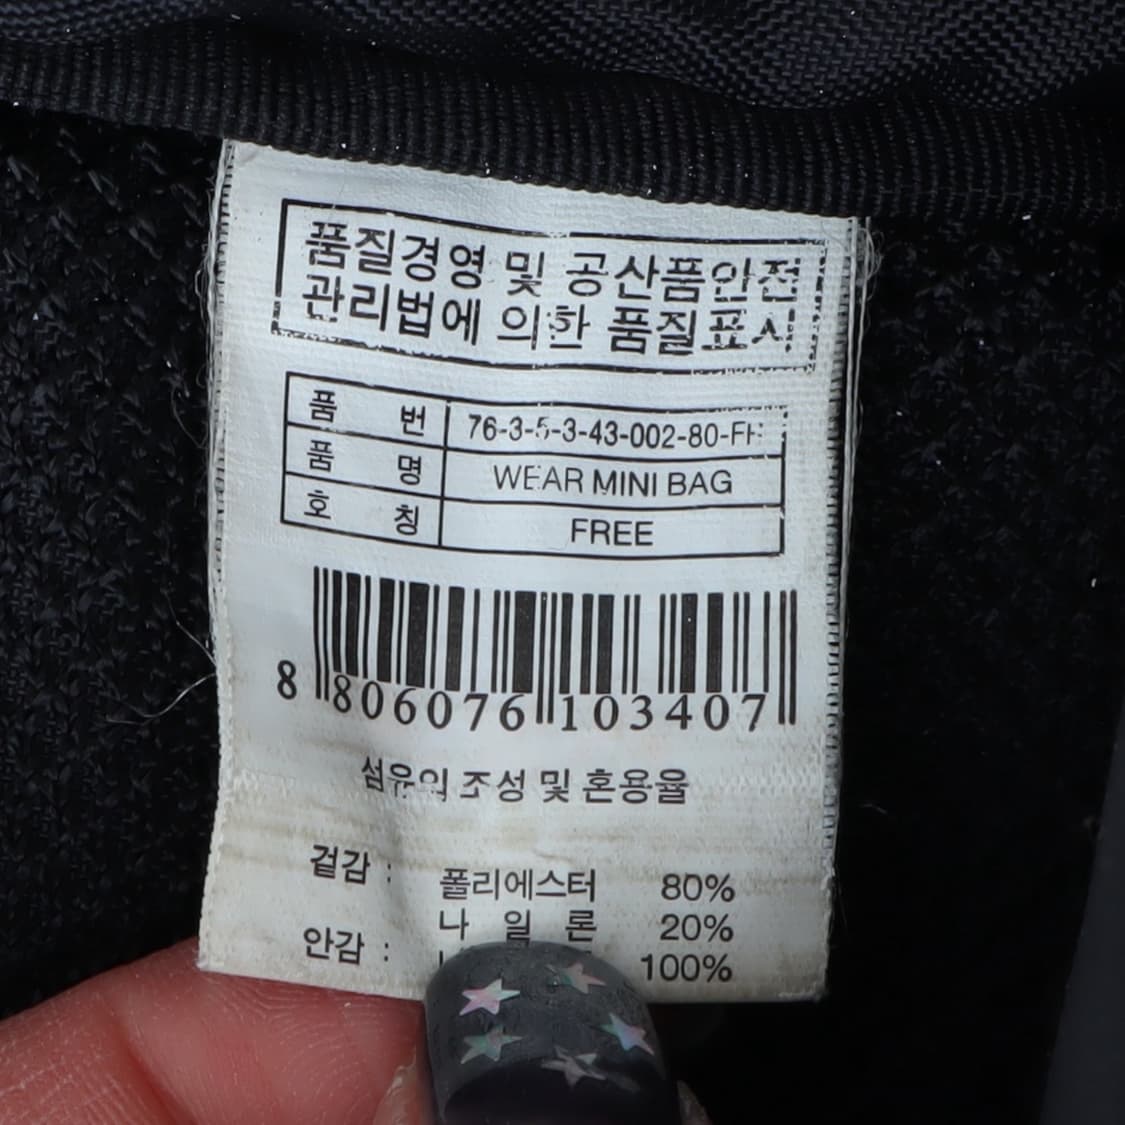 품질경영 및 공산품안전
관리법에 의한 품질표시
품 번 76-3-5-3-43-002-80-FH
품 명 WEAR MINI BAG
호 칭 FREE
8 806076 103407
섬유의 조성 및 혼용율
겉감 : 폴리에스터 80%
나 일 론 20%
안감 : 100%